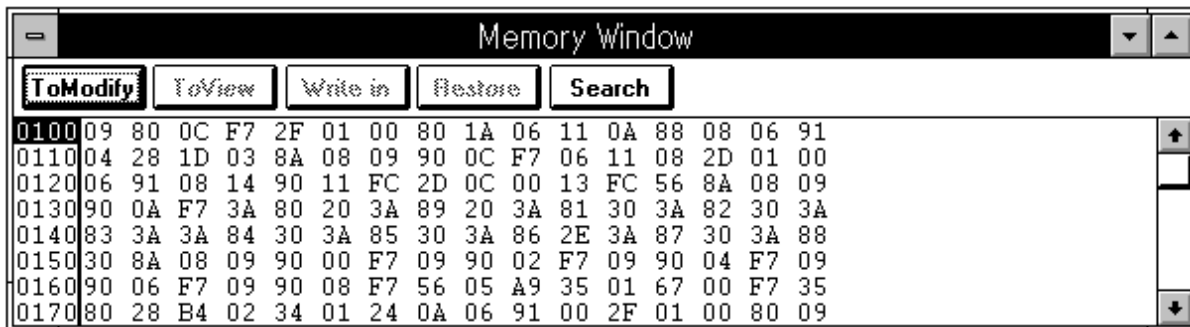 Memory Window
ToModify ToView Write in Restore Search
0100 09 80 0C F7 2F 01 00 80 1A 06 11 0A 88 08 06 91
0110 04 28 1D 03 8A 08 09 90 0C F7 06 11 08 2D 01 00
0120 06 91 08 14 90 11 FC 2D 0C 00 13 FC 56 8A 08 09
0130 90 0A F7 3A 80 20 3A 89 20 3A 81 30 3A 82 30 3A
0140 83 3A 3A 84 30 3A 85 30 3A 86 2E 3A 87 30 3A 88
0150 30 8A 08 09 90 00 F7 09 90 02 F7 09 90 04 F7 09
0160 90 06 F7 09 90 08 F7 56 05 A9 35 01 67 00 F7 35
0170 80 28 B4 02 34 01 24 0A 06 91 00 2F 01 00 80 09